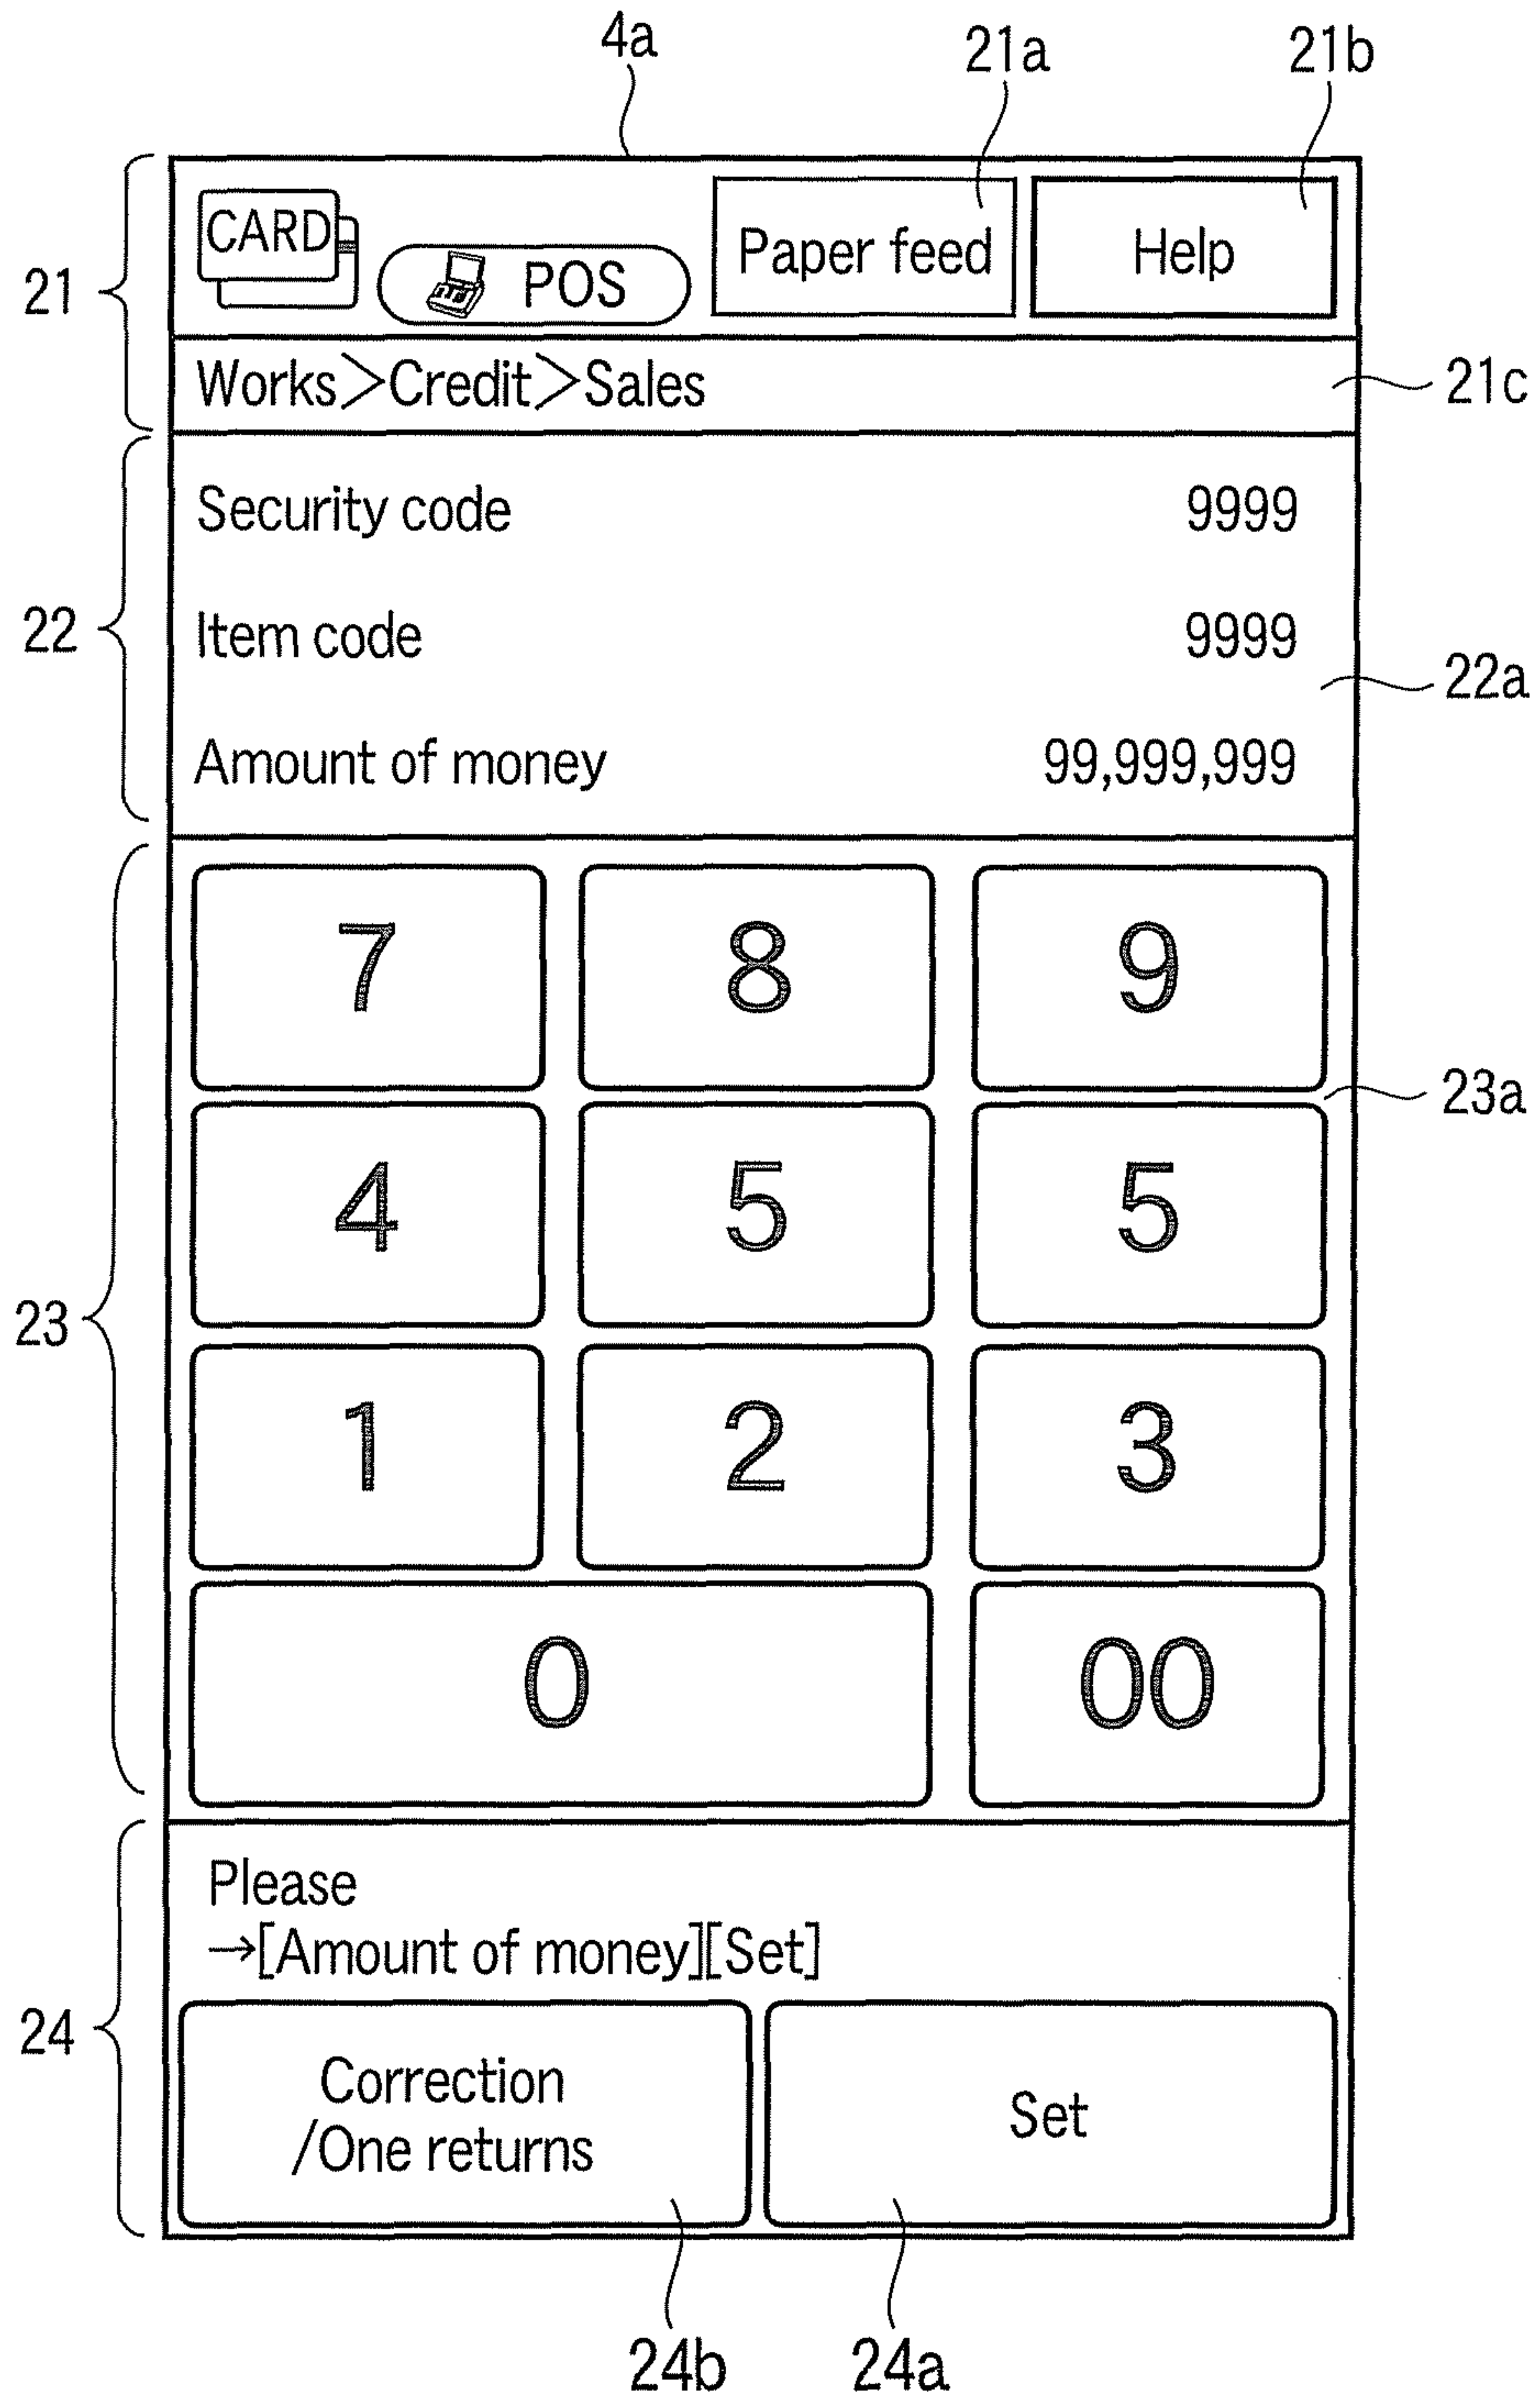 4a
21a
21b
CARD
POS
Paper feed
Help
21
Works>Credit>Sales
21c
Security code 9999
22
Item code 9999
22a
Amount of money 99,999,999
7 8 9
23a
4 5 5
23
1 2 3
0 00
Please
→[Amount of money][Set]
24
Correction
/One returns
Set
24b
24a